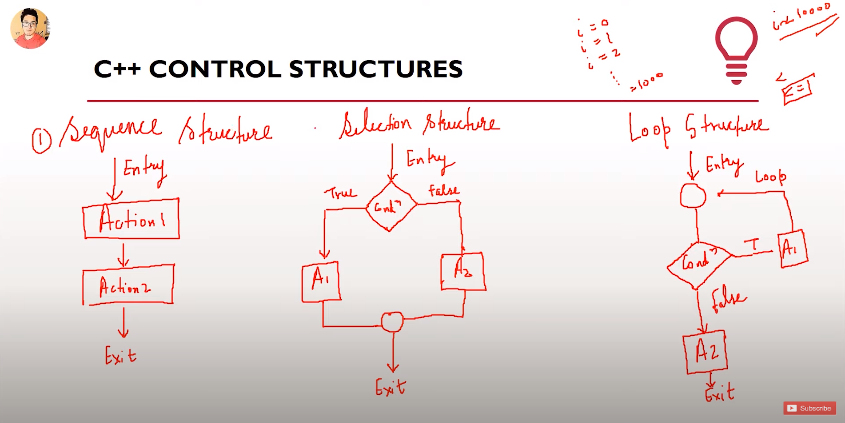 C++ CONTROL STRUCTURES
i=0
i=1
i=2
=1000
① Sequence Structure
Entry
Action1
Action2
Exit
Selection Structure
Entry
True
False
Condⁿ
A1
A2
Exit
Loop Structure
Entry
Loop
Condⁿ
T
A1
False
A2
Exit
Subscribe